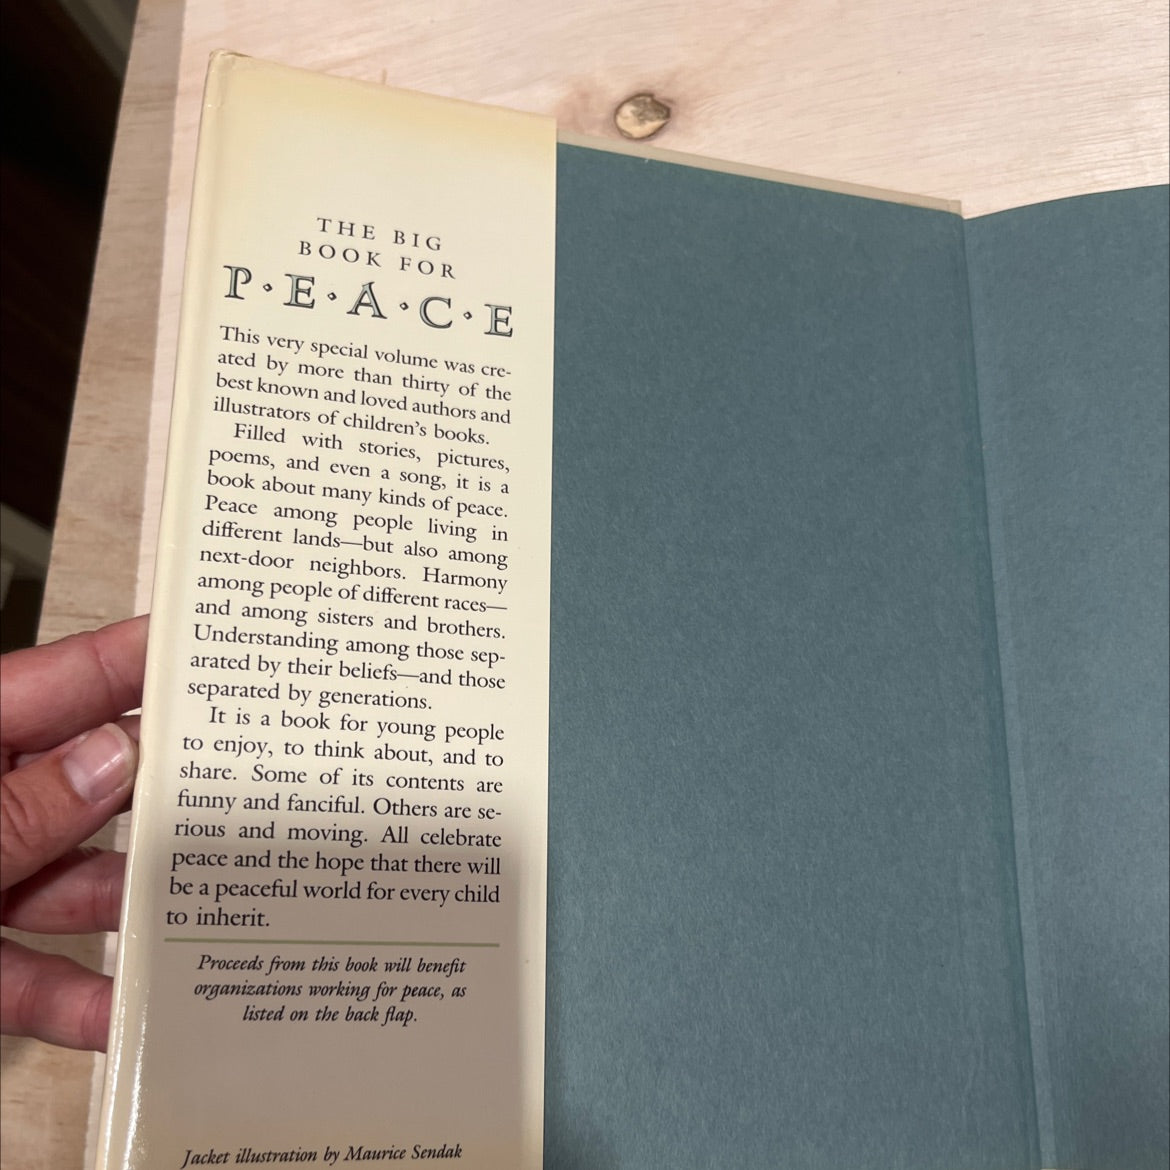 THE BIG
BOOK FOR
P·E·A·C·E
This very special volume was cre-
ated by more than thirty of the
best known and loved authors and
illustrators of children's books.
Filled with stories, pictures,
poems, and even a song, it is a
book about many kinds of peace.
Peace among people living in
different lands—but also among
next-door neighbors. Harmony
among people of different races—
and among sisters and brothers.
Understanding among those sep-
arated by their beliefs—and those
separated by generations.
It is a book for young people
to enjoy, to think about, and to
share. Some of its contents are
funny and fanciful. Others are se-
rious and moving. All celebrate
peace and the hope that there will
be a peaceful world for every child
to inherit.
Proceeds from this book will benefit
organizations working for peace, as
listed on the back flap.
Jacket illustration by Maurice Sendak